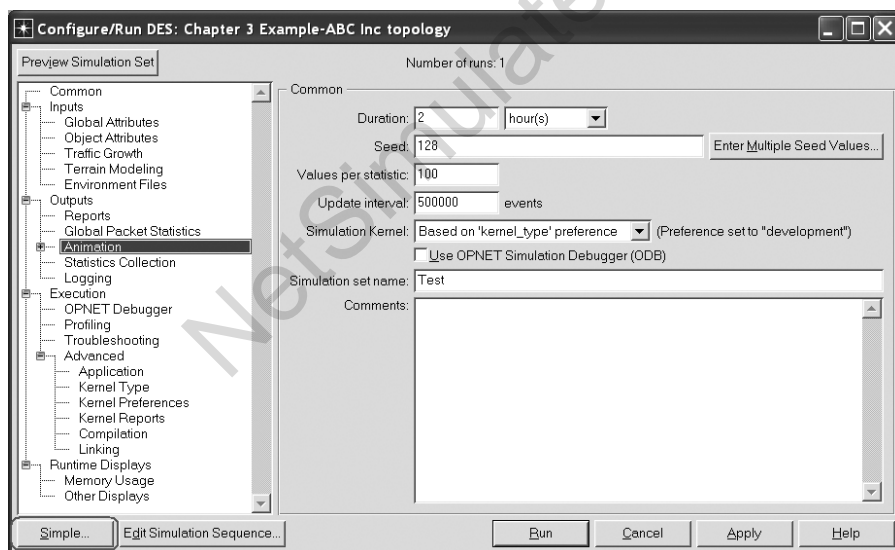 Configure/Run DES: Chapter 3 Example-ABC Inc topology
Preview Simulation Set
Number of runs: 1
Common
Inputs
Global Attributes
Object Attributes
Traffic Growth
Terrain Modeling
Environment Files
Outputs
Reports
Global Packet Statistics
Animation
Statistics Collection
Logging
Execution
OPNET Debugger
Profiling
Troubleshooting
Advanced
Application
Kernel Type
Kernel Preferences
Kernel Reports
Compilation
Linking
Runtime Displays
Memory Usage
Other Displays
Common
Duration: 2 hour(s)
Seed: 128 Enter Multiple Seed Values...
Values per statistic: 100
Update interval: 500000 events
Simulation Kernel: Based on 'kernel_type' preference (Preference set to "development")
Use OPNET Simulation Debugger (ODB)
Simulation set name: Test
Comments:
Simple... Edit Simulation Sequence... Run Cancel Apply Help
NetSimulate